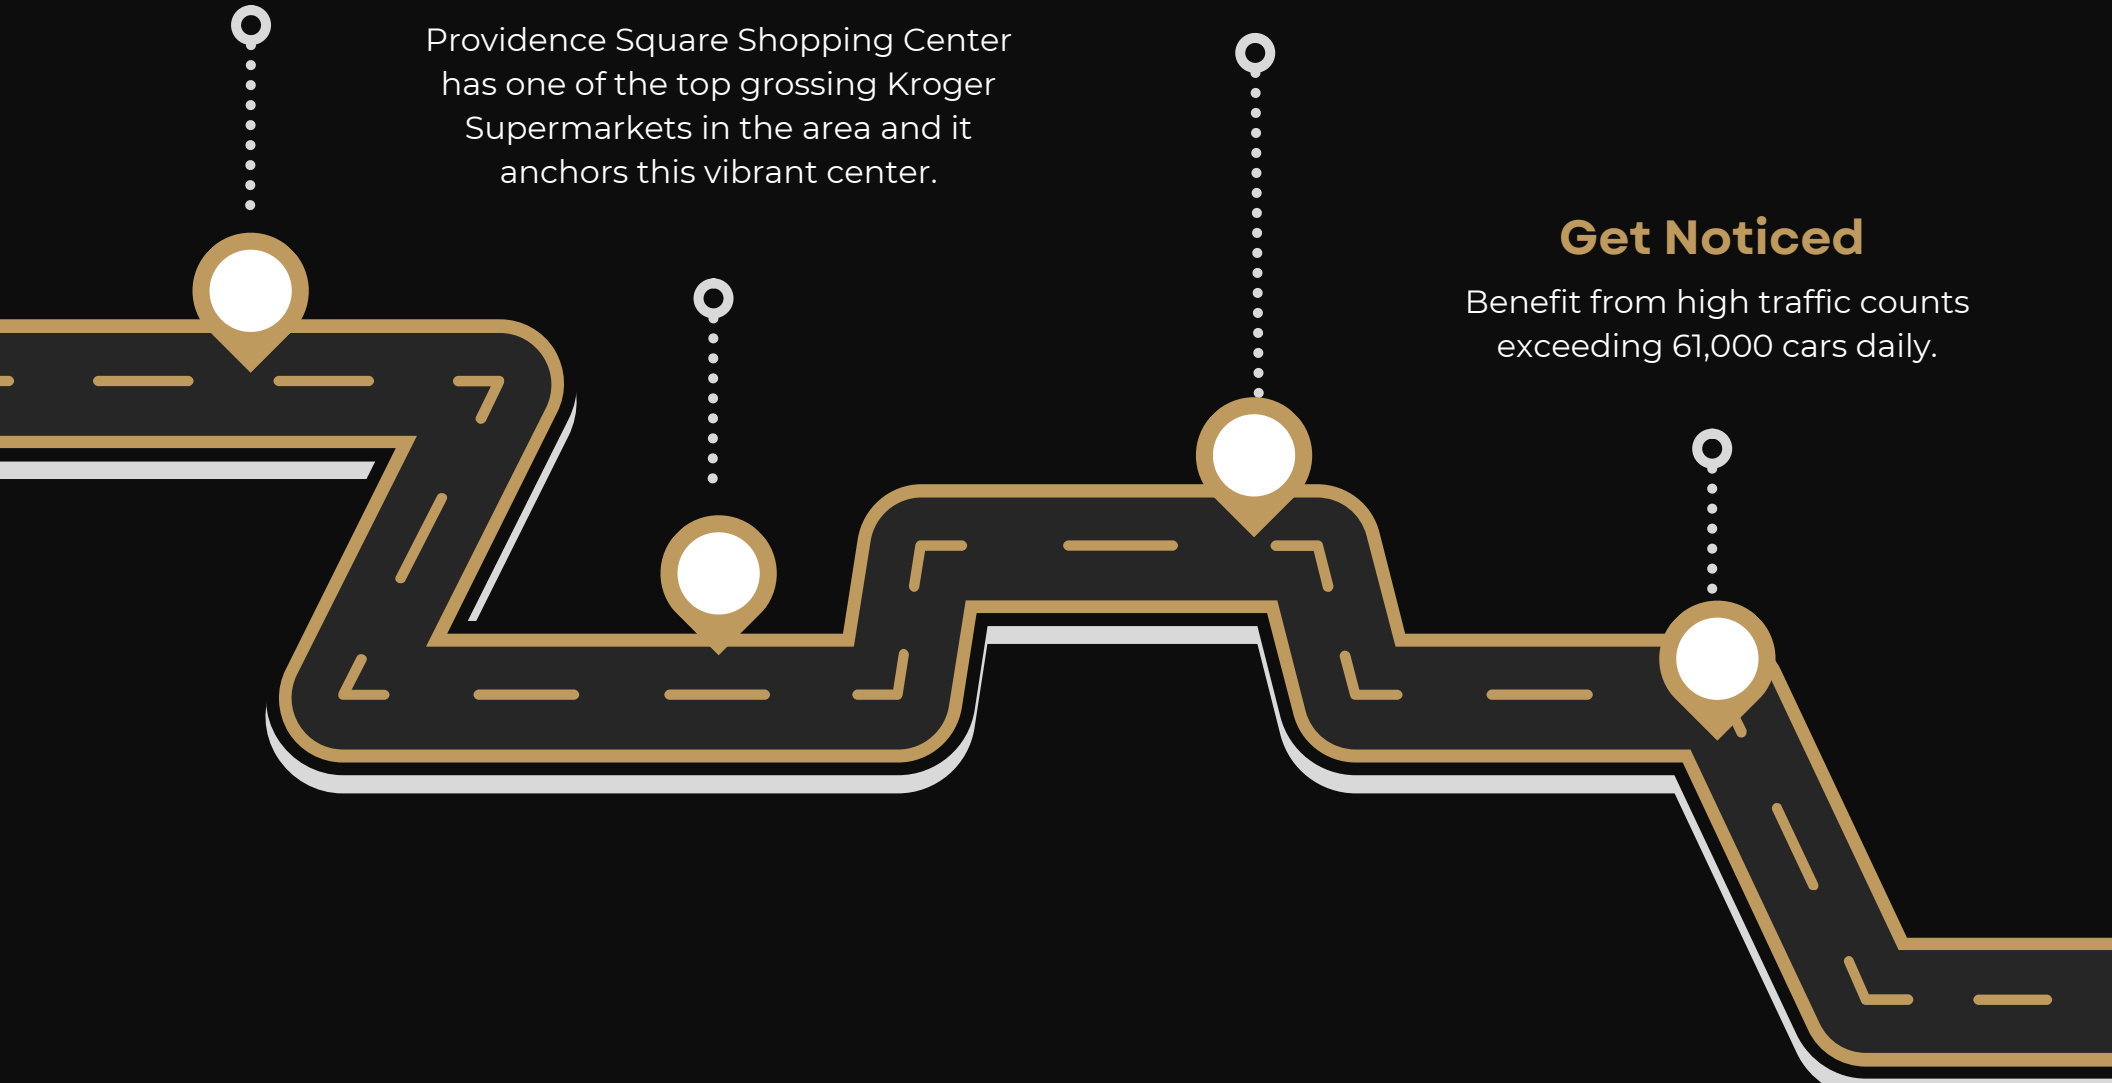 Providence Square Shopping Center
has one of the top grossing Kroger
Supermarkets in the area and it
anchors this vibrant center.
Get Noticed
Benefit from high traffic counts
exceeding 61,000 cars daily.